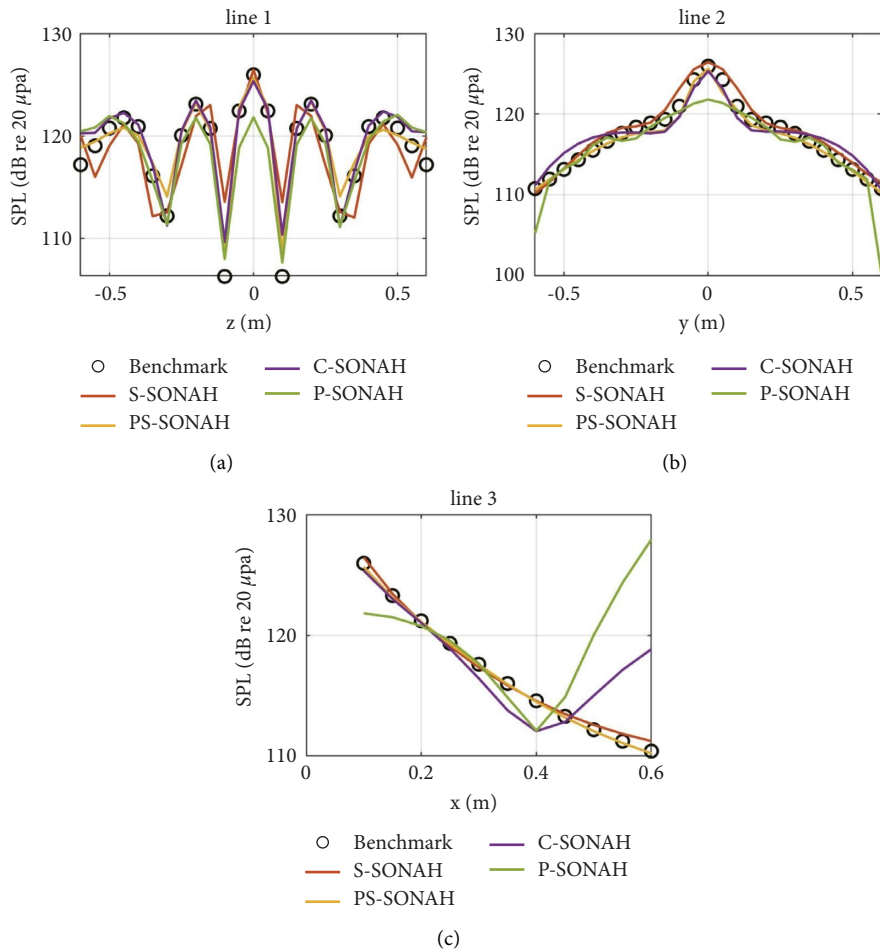 line 1
130
120
110
SPL (dB re 20 µpa)
-0.5 0 0.5
z (m)
Benchmark C-SONAH
S-SONAH P-SONAH
PS-SONAH
(a)
line 2
130
120
110
100
SPL (dB re 20 µpa)
-0.5 0 0.5
y (m)
Benchmark C-SONAH
S-SONAH P-SONAH
PS-SONAH
(b)
line 3
130
120
110
SPL (dB re 20 µpa)
0 0.2 0.4 0.6
x (m)
Benchmark C-SONAH
S-SONAH P-SONAH
PS-SONAH
(c)